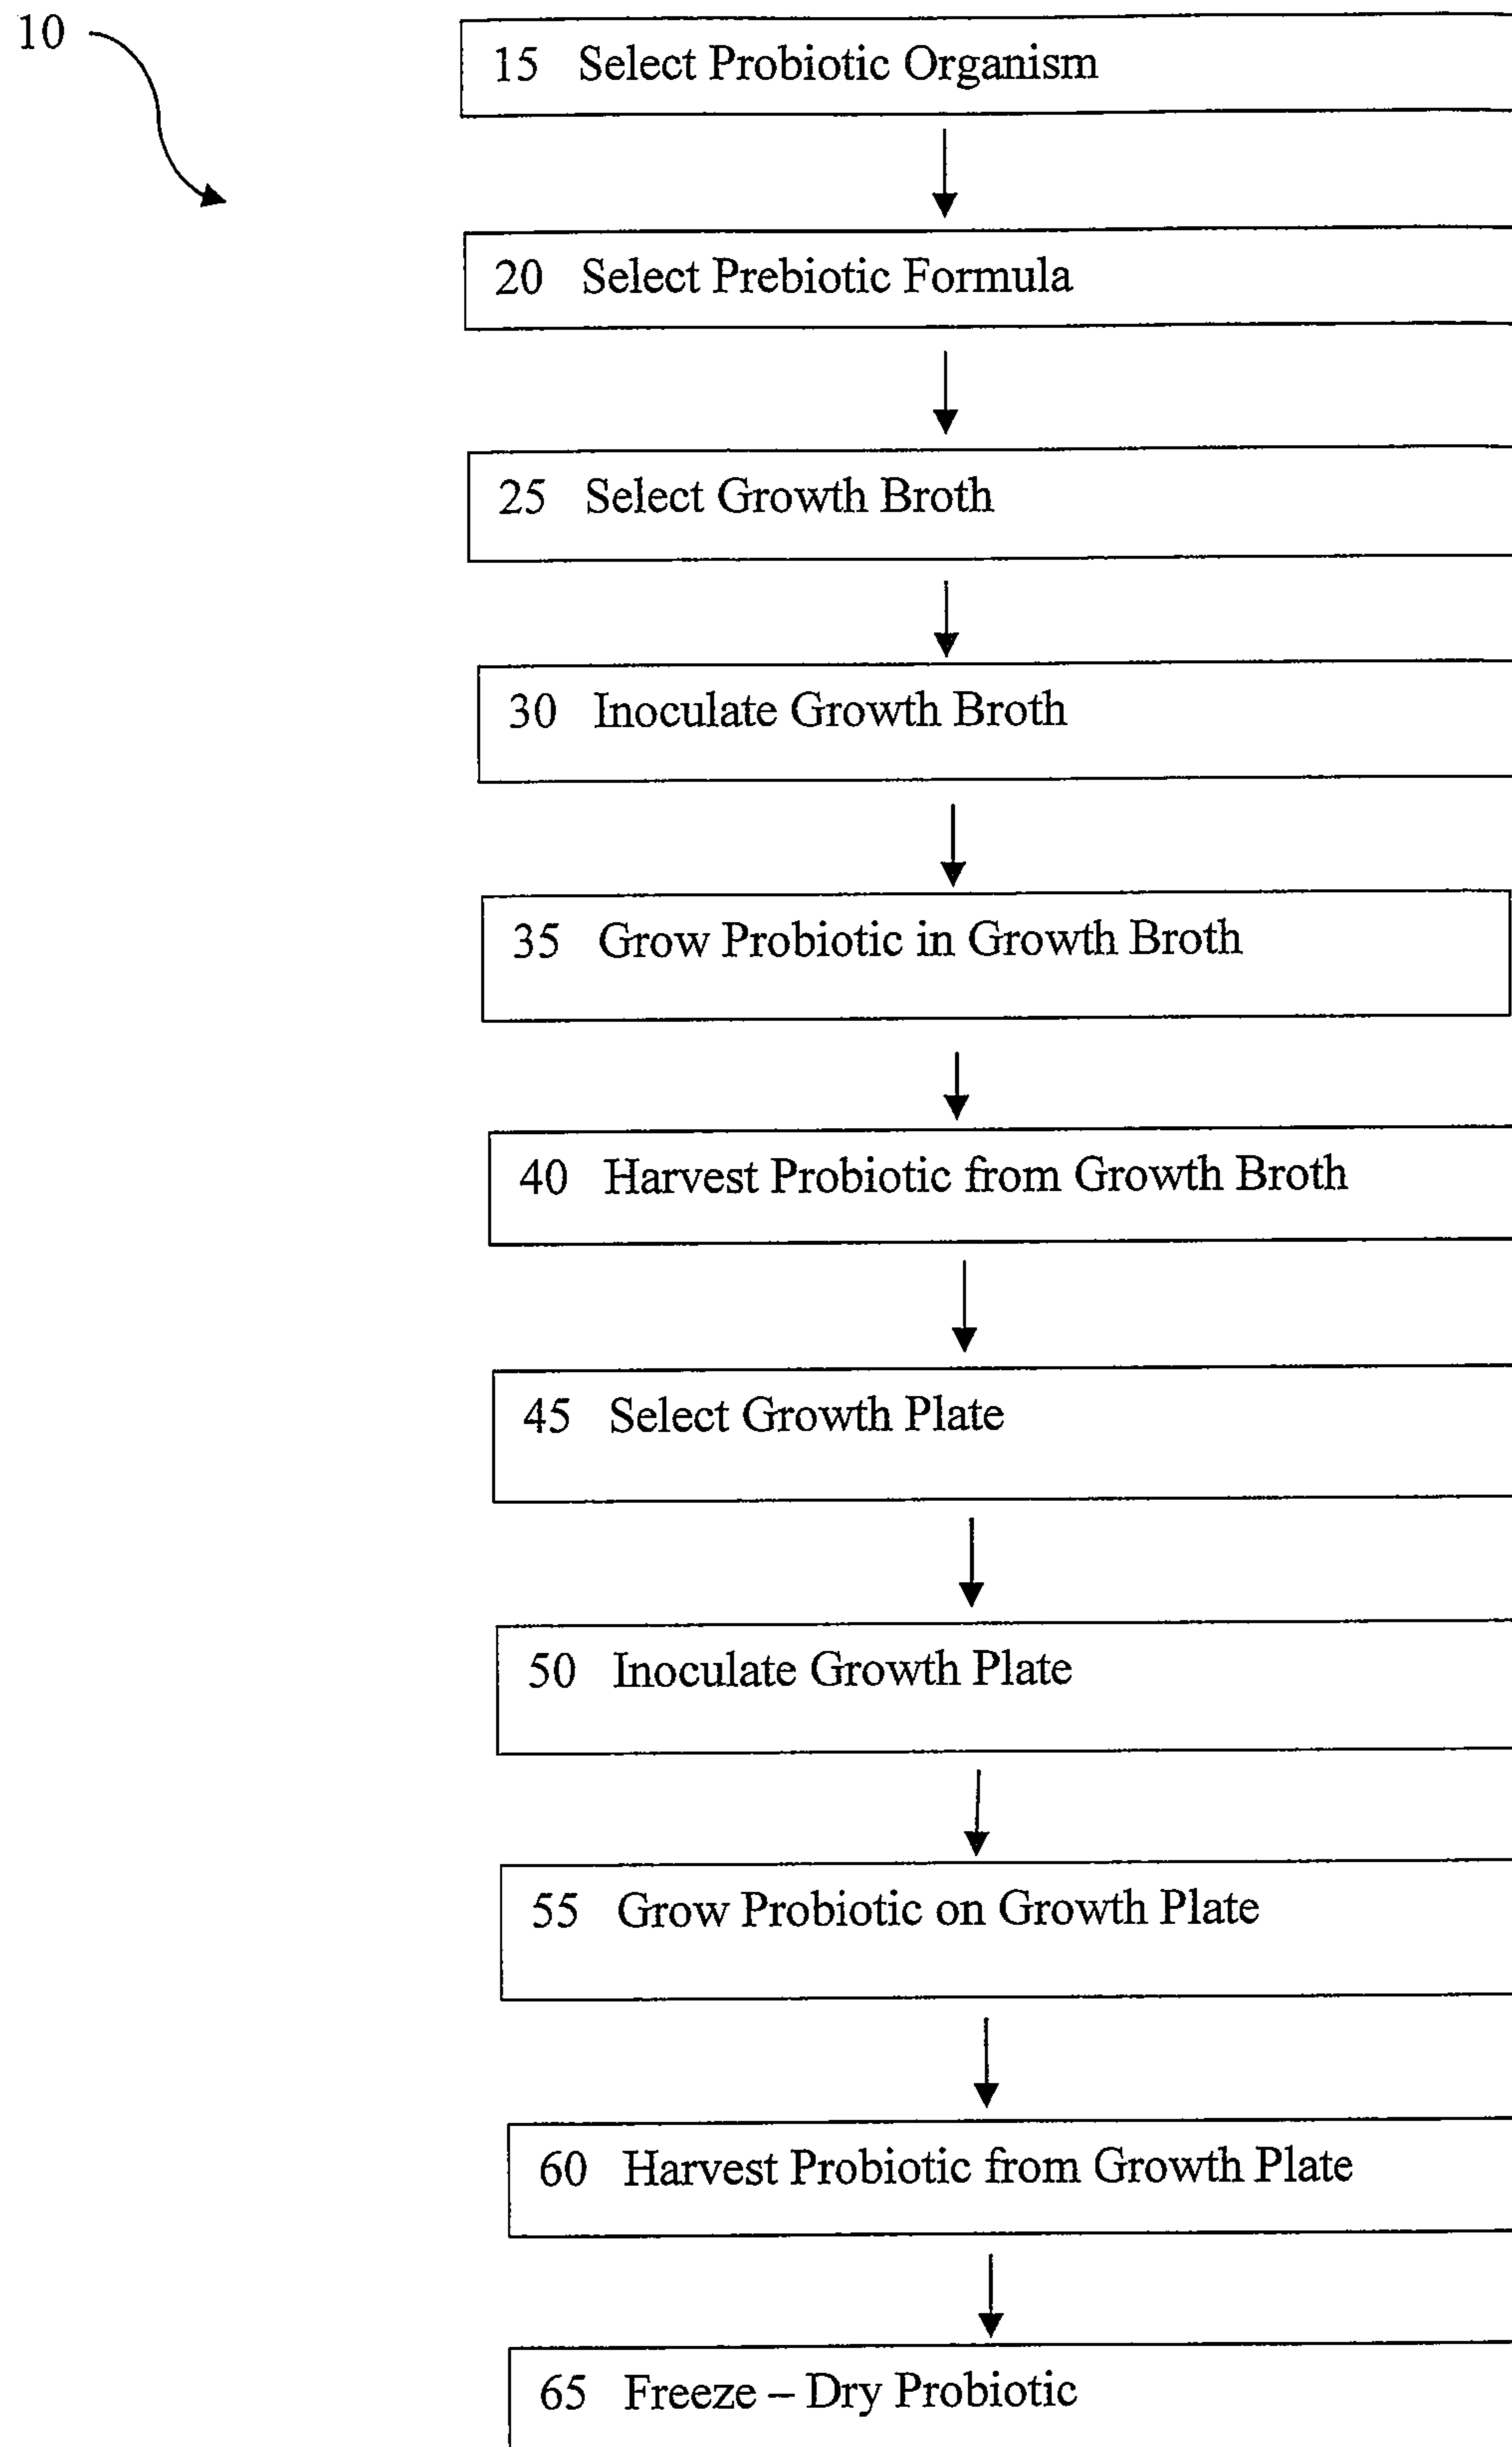 10
15 Select Probiotic Organism
20 Select Prebiotic Formula
25 Select Growth Broth
30 Inoculate Growth Broth
35 Grow Probiotic in Growth Broth
40 Harvest Probiotic from Growth Broth
45 Select Growth Plate
50 Inoculate Growth Plate
55 Grow Probiotic on Growth Plate
60 Harvest Probiotic from Growth Plate
65 Freeze – Dry Probiotic